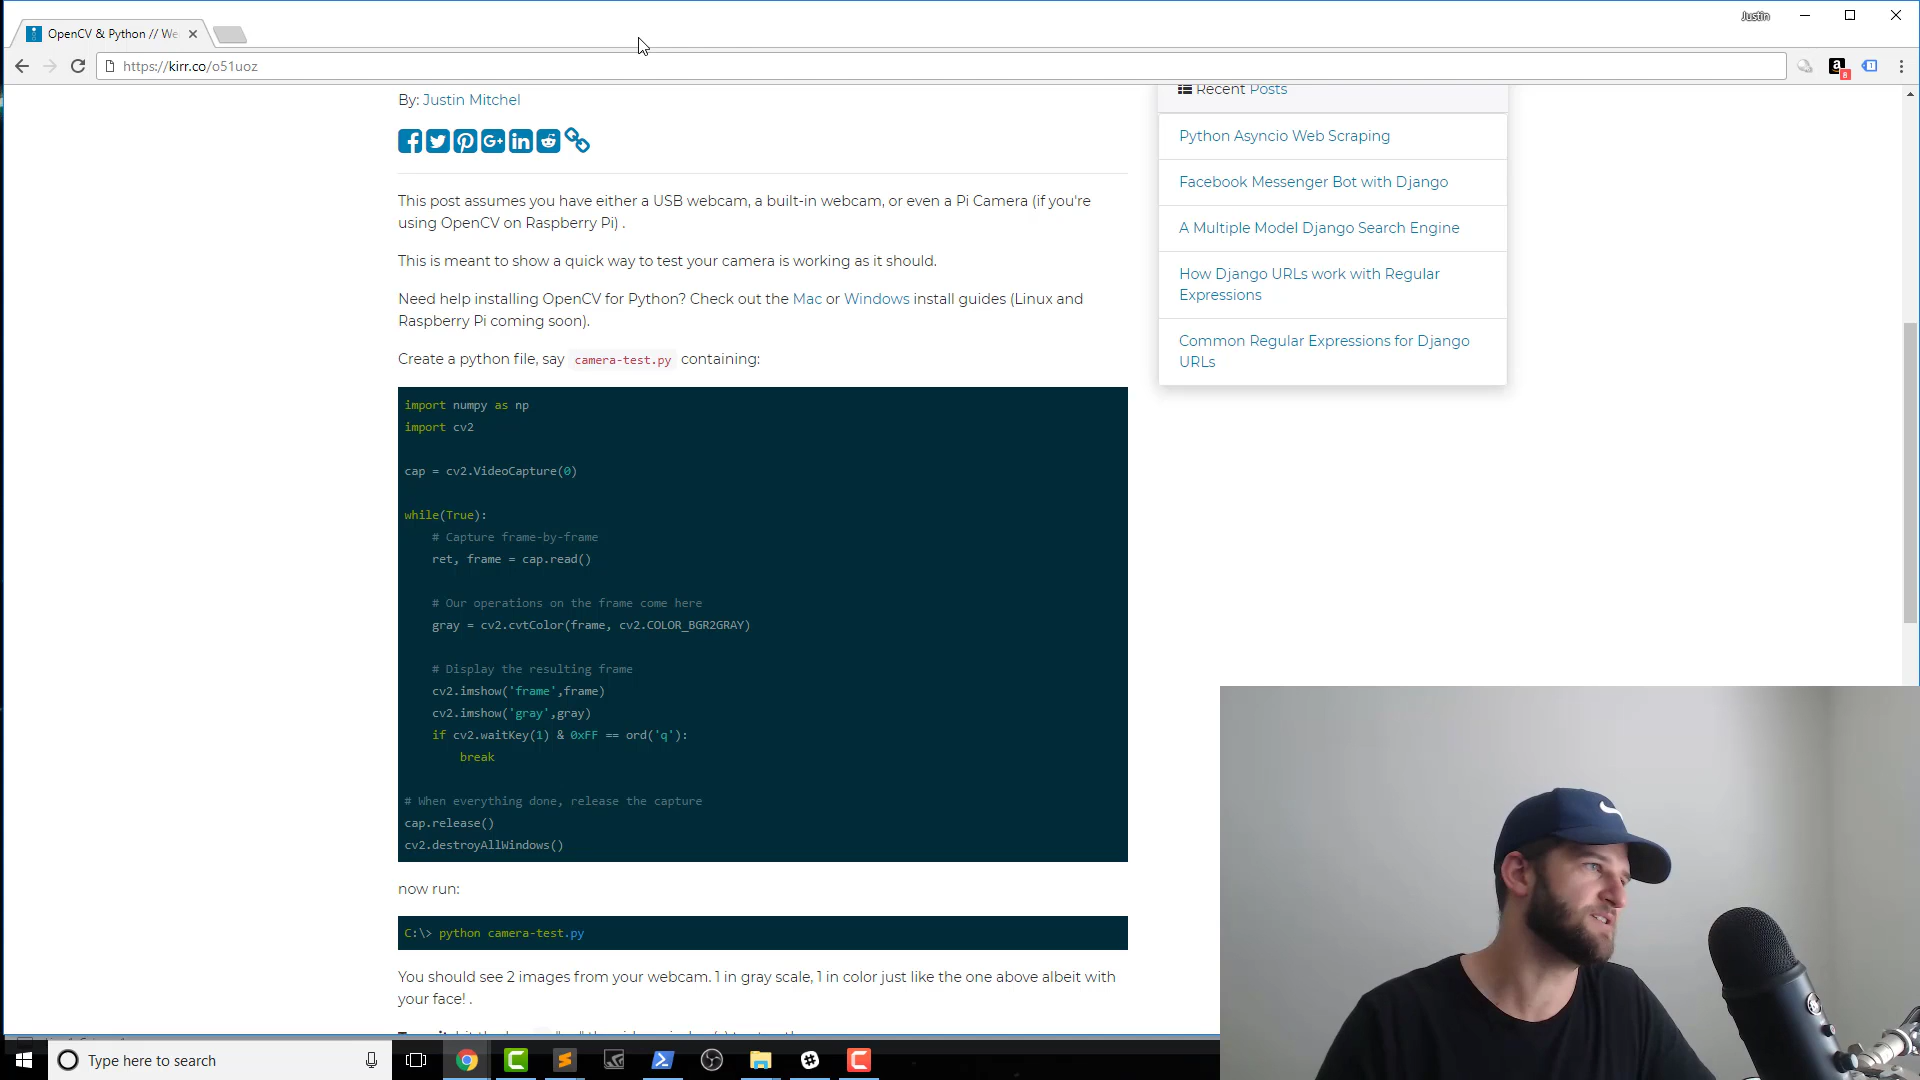 OpenCV & Python // We
Justin
https://kirr.co/o51uoz
By: Justin Mitchel
This post assumes you have either a USB webcam, a built-in webcam, or even a Pi Camera (if you're
using OpenCV on Raspberry Pi) .
This is meant to show a quick way to test your camera is working as it should.
Need help installing OpenCV for Python? Check out the Mac or Windows install guides (Linux and
Raspberry Pi coming soon).
Create a python file, say camera-test.py containing:
import numpy as np
import cv2
cap = cv2.VideoCapture(0)
while(True):
# Capture frame-by-frame
ret, frame = cap.read()
# Our operations on the frame come here
gray = cv2.cvtColor(frame, cv2.COLOR_BGR2GRAY)
# Display the resulting frame
cv2.imshow('frame',frame)
cv2.imshow('gray',gray)
if cv2.waitKey(1) & 0xFF == ord('q'):
break
# When everything done, release the capture
cap.release()
cv2.destroyAllWindows()
now run:
C:\> python camera-test.py
You should see 2 images from your webcam. 1 in gray scale, 1 in color just like the one above albeit with
your face! .
Recent Posts
Python Asyncio Web Scraping
Facebook Messenger Bot with Django
A Multiple Model Django Search Engine
How Django URLs work with Regular
Expressions
Common Regular Expressions for Django
URLs
Type here to search